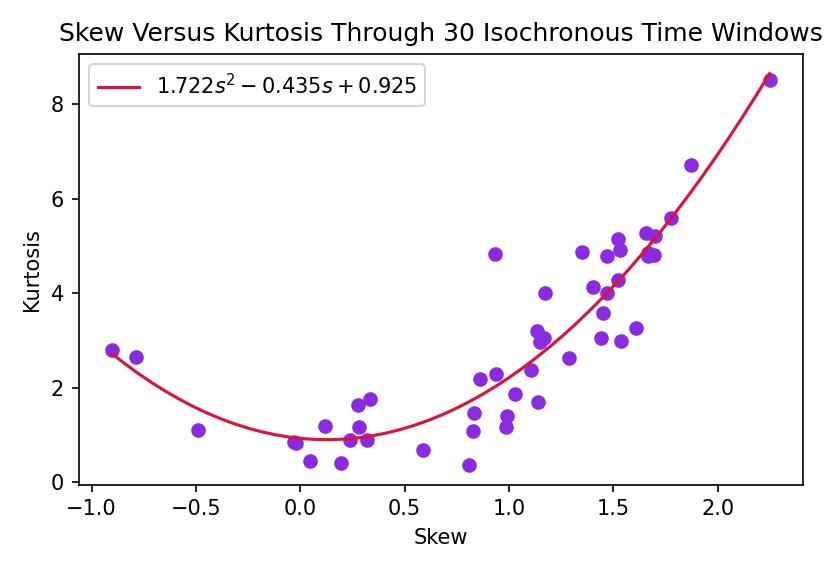 Skew Versus Kurtosis Through 30 Isochronous Time Windows
1.722s² − 0.435s + 0.925
8
6
4
2
0
Kurtosis
−1.0 −0.5 0.0 0.5 1.0 1.5 2.0
Skew